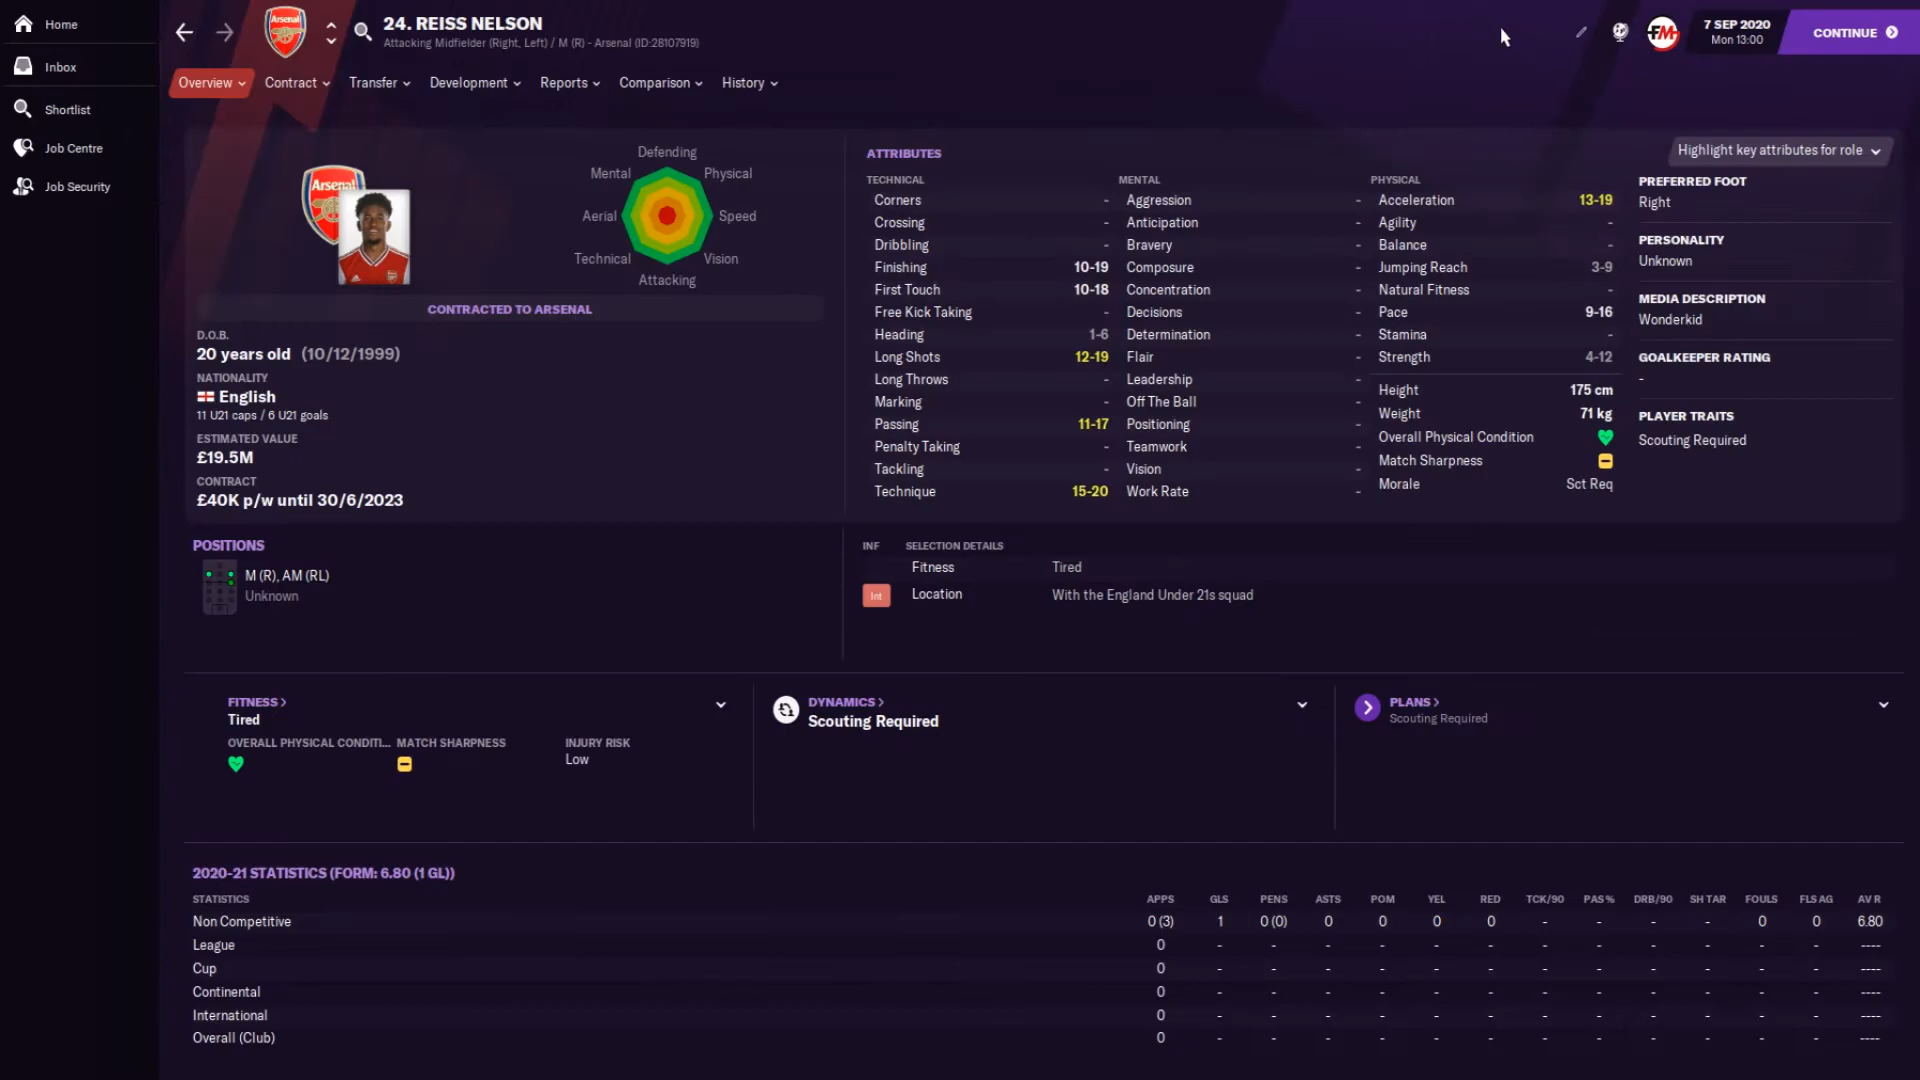 Home
Inbox
Shortlist
Job Centre
Job Security
Arsenal
24. REISS NELSON
Attacking Midfielder (Right, Left) / M (R) - Arsenal (ID:28107919)
FM
7 SEP 2020
Mon 13:00
CONTINUE
Overview
Contract
Transfer
Development
Reports
Comparison
History
Arsenal
Defending
Mental
Physical
Aerial
Speed
Technical
Vision
Attacking
CONTRACTED TO ARSENAL
D.O.B.
20 years old (10/12/1999)
NATIONALITY
English
11 U21 caps / 6 U21 goals
ESTIMATED VALUE
£19.5M
CONTRACT
£40K p/w until 30/6/2023
ATTRIBUTES
TECHNICAL
Corners -
Crossing -
Dribbling -
Finishing 10-19
First Touch 10-18
Free Kick Taking -
Heading 1-6
Long Shots 12-19
Long Throws -
Marking -
Passing 11-17
Penalty Taking -
Tackling -
Technique 15-20
MENTAL
Aggression -
Anticipation -
Bravery -
Composure -
Concentration -
Decisions -
Determination -
Flair -
Leadership -
Off The Ball -
Positioning -
Teamwork -
Vision -
Work Rate -
PHYSICAL
Acceleration 13-19
Agility -
Balance -
Jumping Reach 3-9
Natural Fitness -
Pace 9-16
Stamina -
Strength 4-12
Height 175 cm
Weight 71 kg
Overall Physical Condition
Match Sharpness
Morale Sct Req
Highlight key attributes for role
PREFERRED FOOT
Right
PERSONALITY
Unknown
MEDIA DESCRIPTION
Wonderkid
GOALKEEPER RATING
-
PLAYER TRAITS
Scouting Required
POSITIONS
M (R), AM (RL)
Unknown
INF SELECTION DETAILS
Fitness Tired
Int Location With the England Under 21s squad
FITNESS >
Tired
OVERALL PHYSICAL CONDITI... MATCH SHARPNESS INJURY RISK
Low
DYNAMICS >
Scouting Required
PLANS >
Scouting Required
2020-21 STATISTICS (FORM: 6.80 (1 GL))
STATISTICS APPS GLS PENS ASTS POM YEL RED TCK/90 PAS % DRB/90 SH TAR FOULS FLS AG AV R
Non Competitive 0 (3) 1 0 (0) 0 0 0 0 - - - - 0 0 6.80
League 0 - - - - - - - - - - - - ----
Cup 0 - - - - - - - - - - - - ----
Continental 0 - - - - - - - - - - - - ----
International 0 - - - - - - - - - - - - ----
Overall (Club) 0 - - - - - - - - - - - - ----